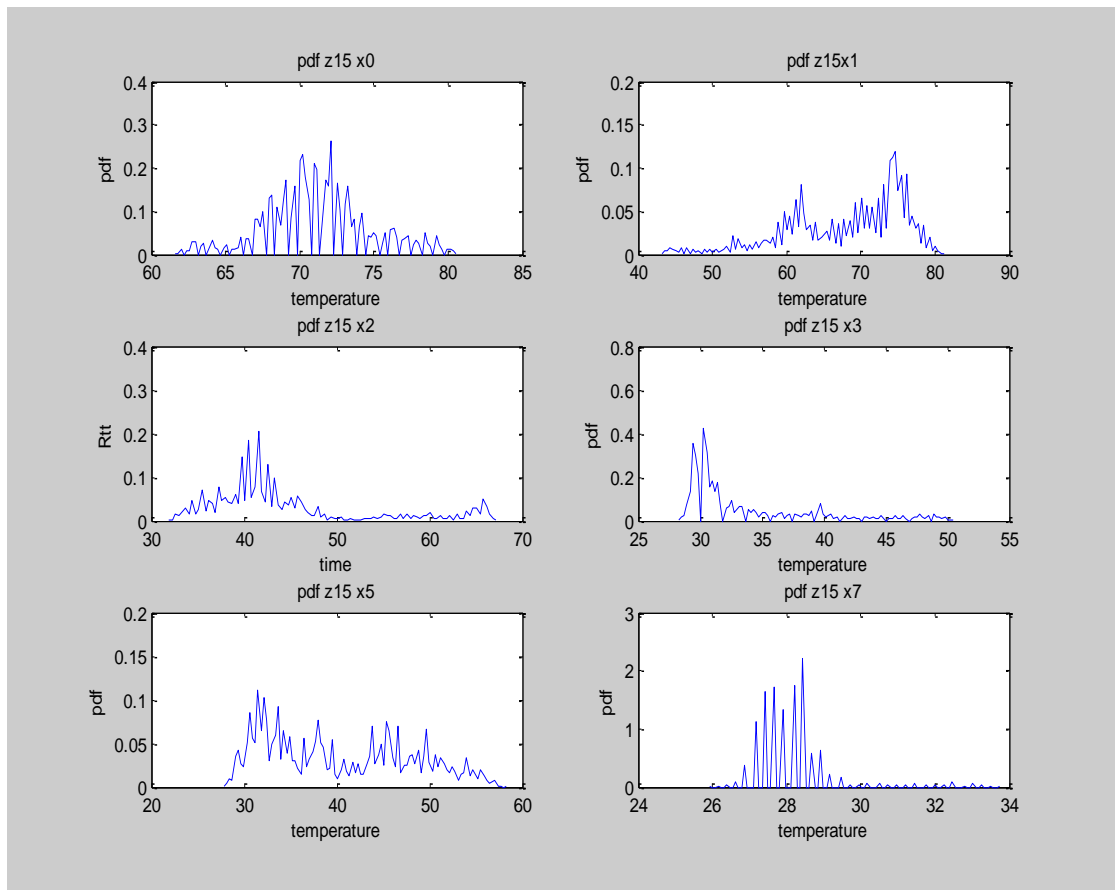 pdf z15 x0
0.4
0.3
0.2
0.1
0
pdf
60 65 70 75 80 85
temperature
pdf z15x1
0.2
0.15
0.1
0.05
0
pdf
40 50 60 70 80 90
temperature
pdf z15 x2
0.4
0.3
0.2
0.1
0
Rtt
30 40 50 60 70
time
pdf z15 x3
0.8
0.6
0.4
0.2
0
pdf
25 30 35 40 45 50 55
temperature
pdf z15 x5
0.2
0.15
0.1
0.05
0
pdf
20 30 40 50 60
temperature
pdf z15 x7
3
2
1
0
pdf
24 26 28 30 32 34
temperature